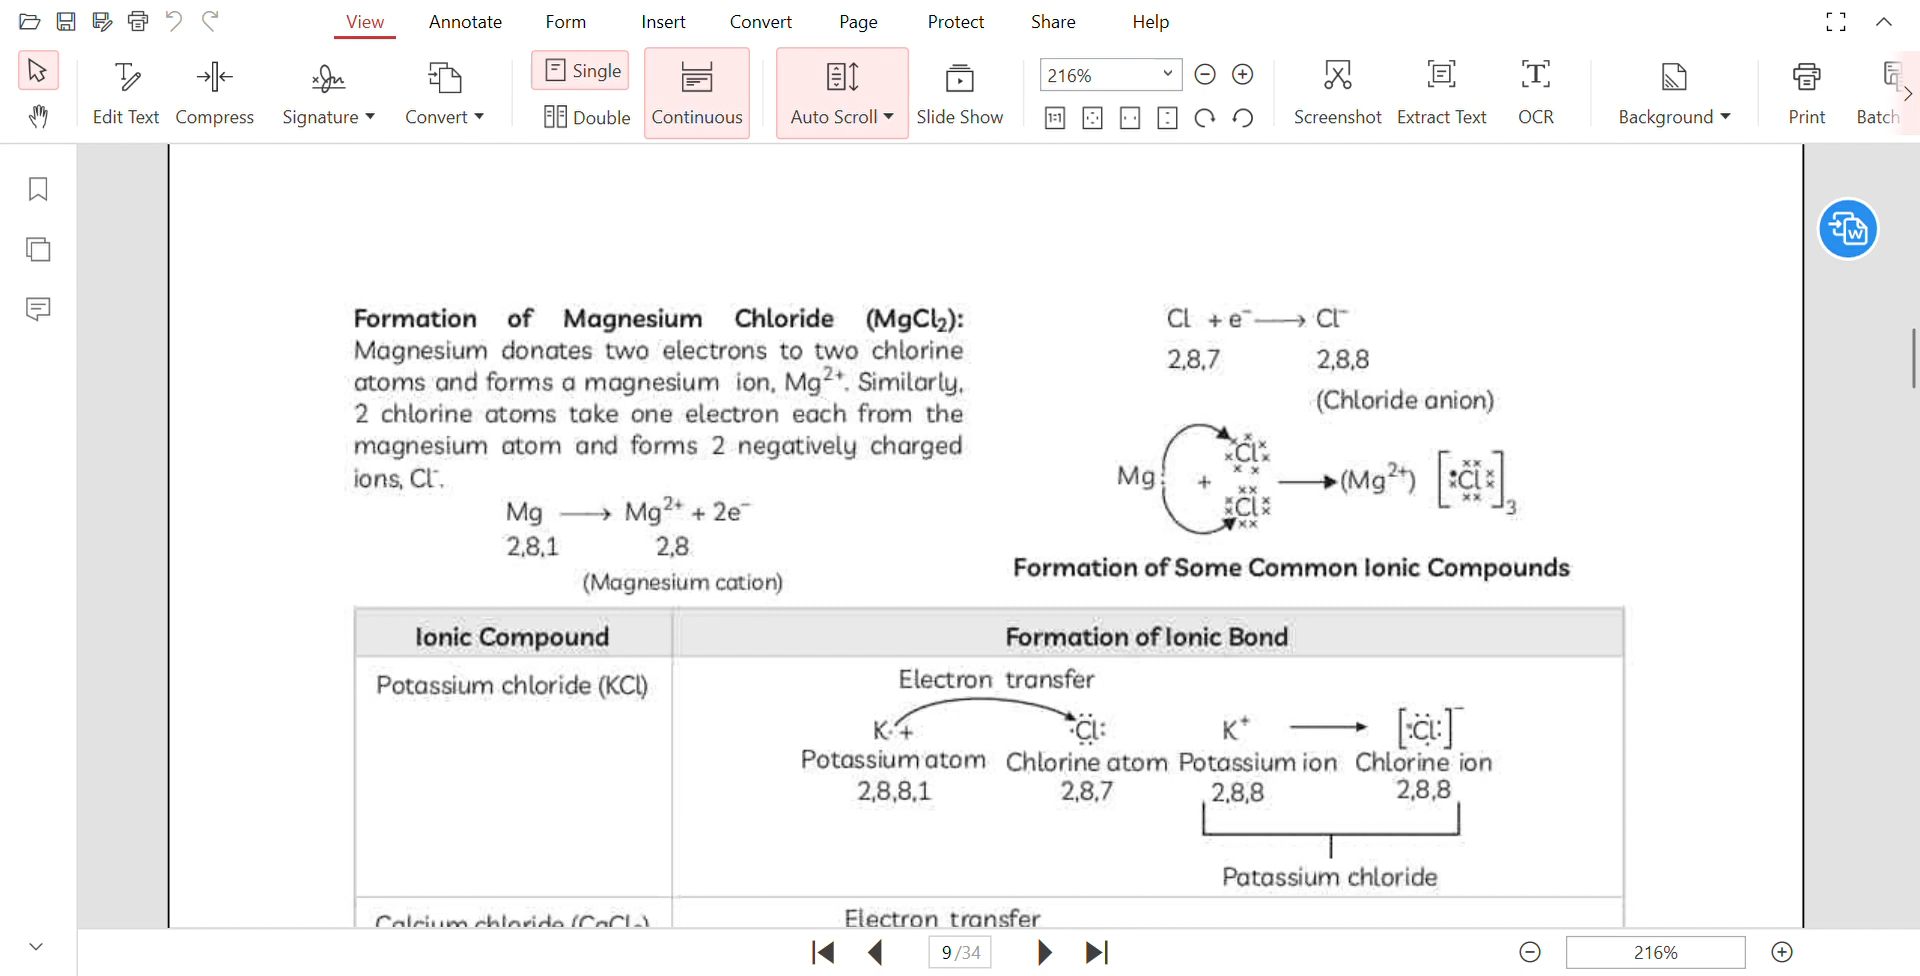 View Annotate Form Insert Convert Page Protect Share Help
Edit Text Compress Signature Convert Single Double Continuous Auto Scroll Slide Show 216% 1:1 Screenshot Extract Text OCR Background Print Batch
Formation of Magnesium Chloride (MgCl₂):
Magnesium donates two electrons to two chlorine
atoms and forms a magnesium ion, Mg²⁺. Similarly,
2 chlorine atoms take one electron each from the
magnesium atom and forms 2 negatively charged
ions, Cl⁻.
Mg ⟶ Mg²⁺ + 2e⁻
2,8,1 2,8
(Magnesium cation)
Cl + e⁻ ⟶ Cl⁻
2,8,7 2,8,8
(Chloride anion)
Mg: + Cl Cl ⟶ (Mg²⁺) [Cl]₃
Formation of Some Common Ionic Compounds
Ionic Compound Formation of Ionic Bond
Potassium chloride (KCl)
Electron transfer
K· + Cl: K⁺ ⟶ [:Cl:]⁻
Potassium atom Chlorine atom Potassium ion Chlorine ion
2,8,8,1 2,8,7 2,8,8 2,8,8
Patassium chloride
Calcium chloride (CaCl₂) Electron transfer
9/34 216%